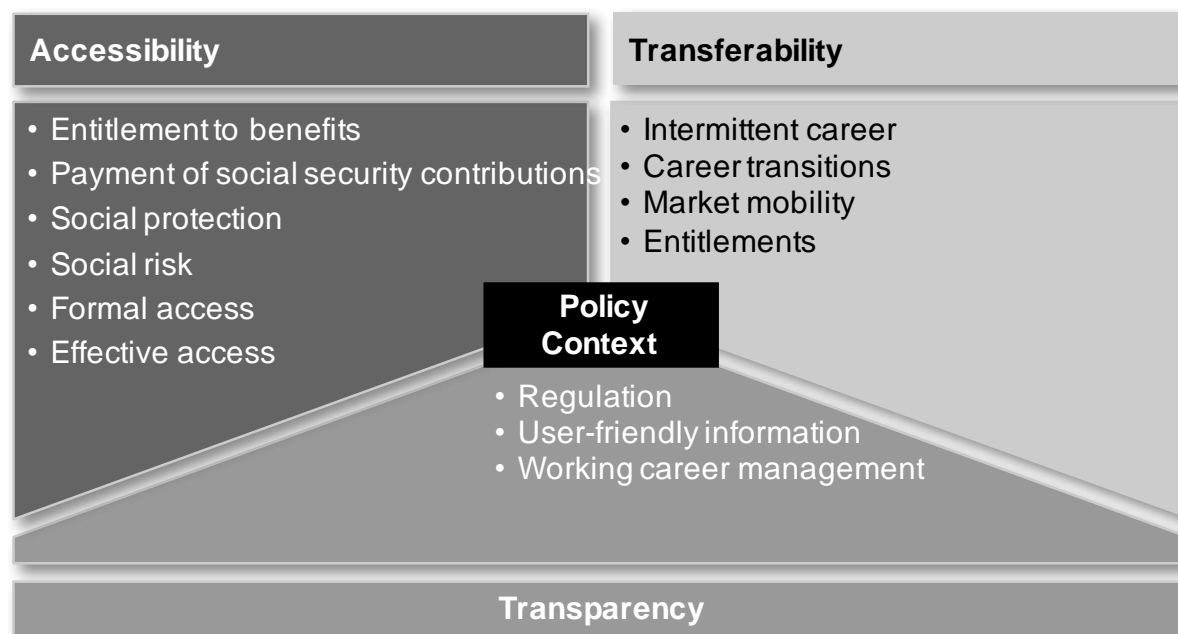 Accessibility
• Entitlement to benefits
• Payment of social security contributions
• Social protection
• Social risk
• Formal access
• Effective access
Transferability
• Intermittent career
• Career transitions
• Market mobility
• Entitlements
Policy
Context
• Regulation
• User-friendly information
• Working career management
Transparency